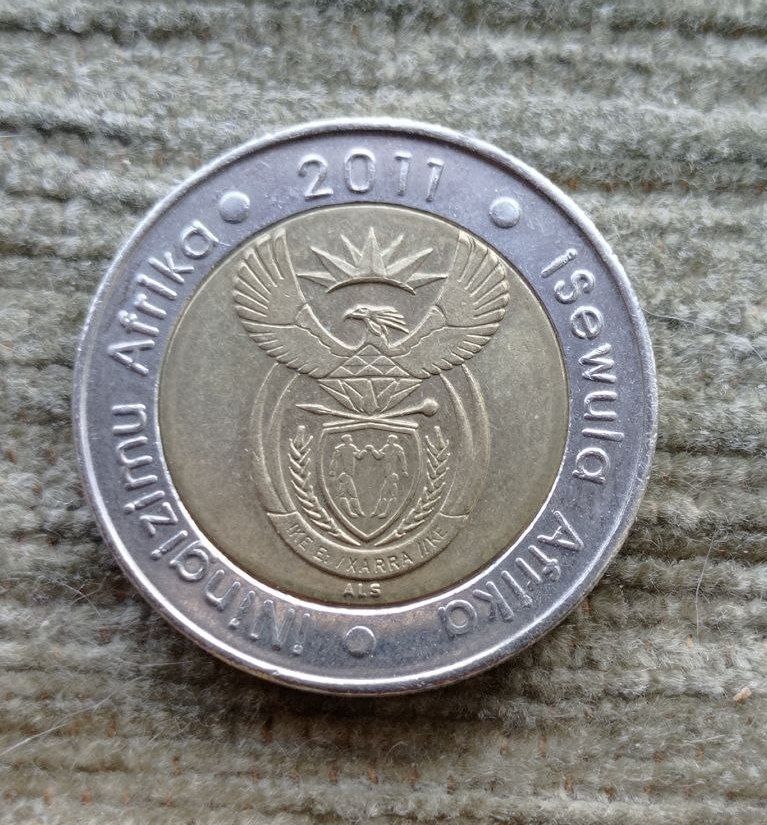 2011
iSewula Afrika
iNingizimu Afrika
!KE E: /XARRA //KE
ALS